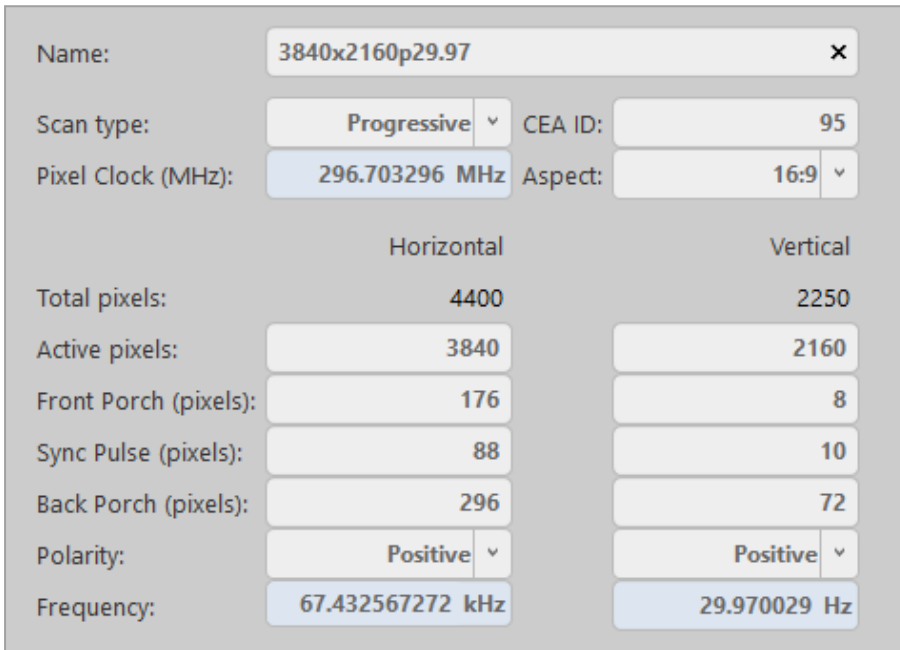 Name: 3840x2160p29.97 ×
Scan type: Progressive CEA ID: 95
Pixel Clock (MHz): 296.703296 MHz Aspect: 16:9
Horizontal Vertical
Total pixels: 4400 2250
Active pixels: 3840 2160
Front Porch (pixels): 176 8
Sync Pulse (pixels): 88 10
Back Porch (pixels): 296 72
Polarity: Positive Positive
Frequency: 67.432567272 kHz 29.970029 Hz